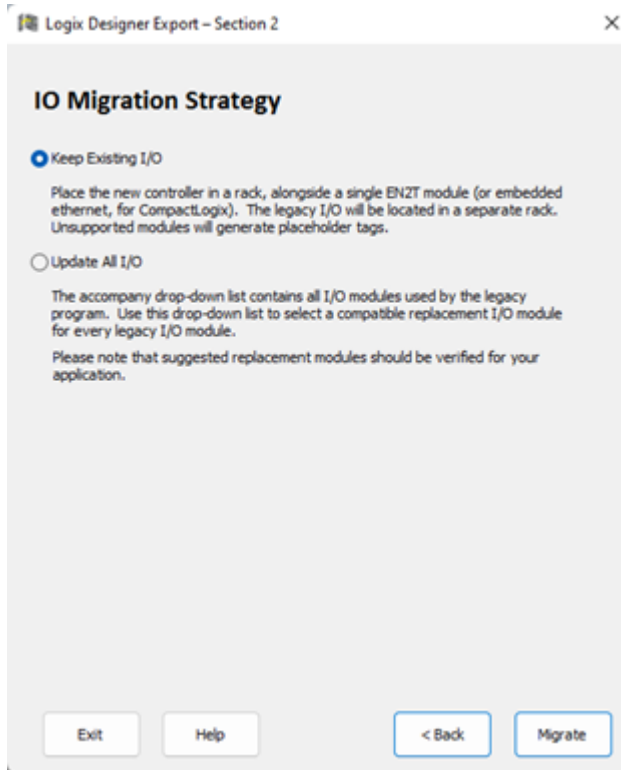 Logix Designer Export – Section 2
IO Migration Strategy
Keep Existing I/O
Place the new controller in a rack, alongside a single EN2T module (or embedded
ethernet, for CompactLogix). The legacy I/O will be located in a separate rack.
Unsupported modules will generate placeholder tags.
Update All I/O
The accompany drop-down list contains all I/O modules used by the legacy
program. Use this drop-down list to select a compatible replacement I/O module
for every legacy I/O module.
Please note that suggested replacement modules should be verified for your
application.
Exit Help < Back Migrate